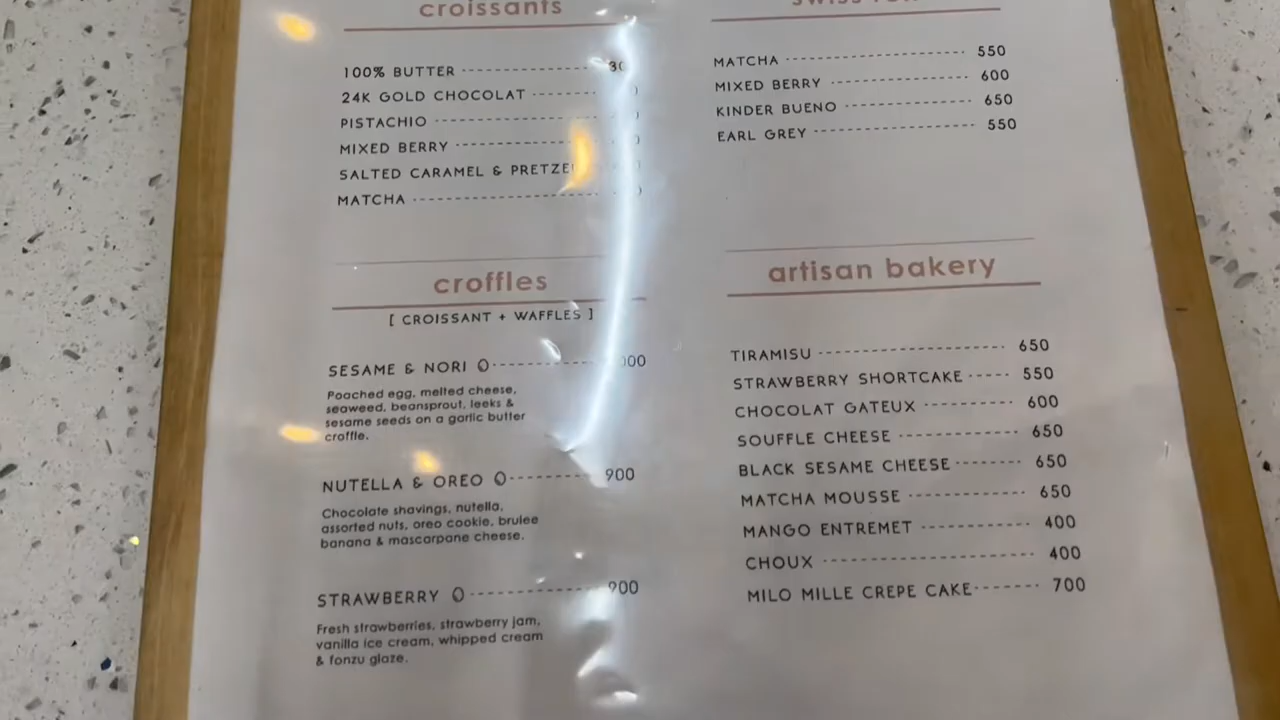 croissants
100% BUTTER
24K GOLD CHOCOLAT
PISTACHIO
MIXED BERRY
SALTED CARAMEL &
MATCHA
croffles
[ CROISSANT + WAFFLES ]
SESAME & NORI
Poached egg, melted cheese,
seaweed, beansprout, leeks &
sesame seeds on a garlic butter
croffle.
NUTELLA & OREO 900
Chocolate shavings, nutella,
assorted nuts, oreo cookie, brulee
banana & mascarpane cheese.
STRAWBERRY 900
Fresh strawberries, strawberry jam,
vanilla ice cream, whipped cream
& fonzu glaze.
MATCHA 550
MIXED BERRY 600
KINDER BUENO 650
EARL GREY 550
artisan bakery
TIRAMISU 650
STRAWBERRY SHORTCAKE 550
CHOCOLAT GATEUX 600
SOUFFLE CHEESE 650
BLACK SESAME CHEESE 650
MATCHA MOUSSE 650
MANGO ENTREMET 400
CHOUX 400
MILO MILLE CREPE CAKE 700